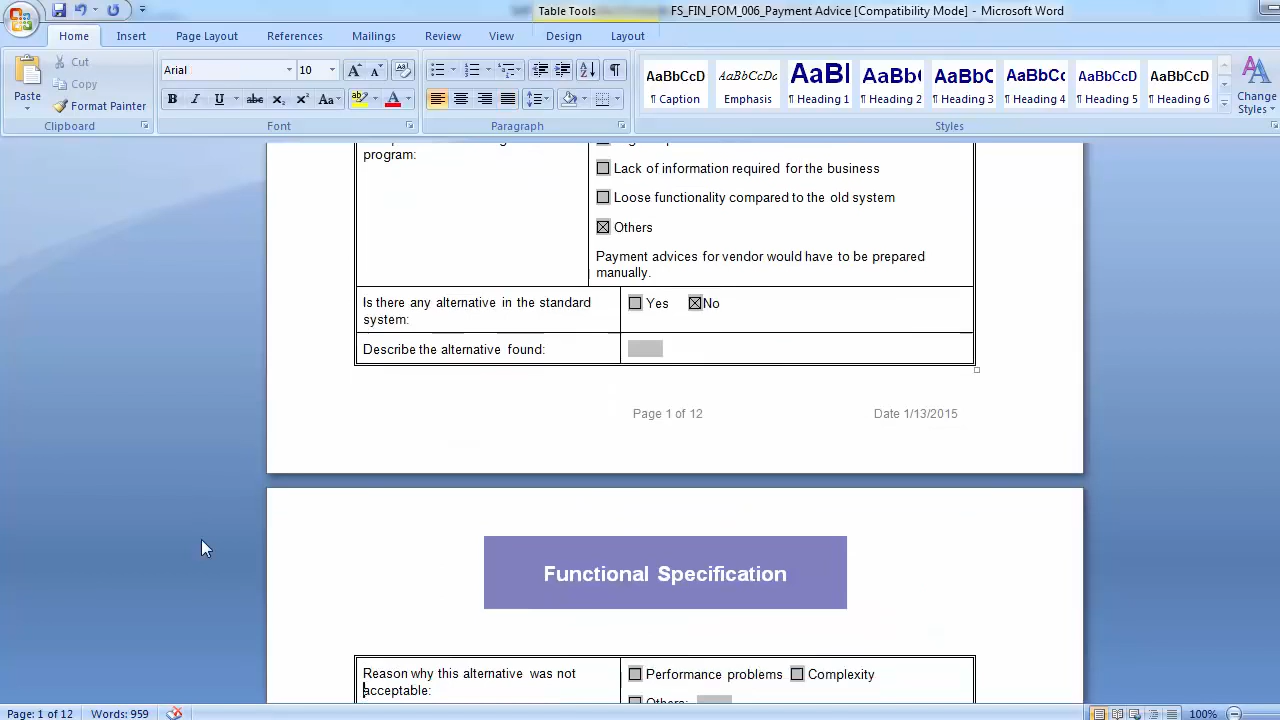 Table Tools
FS_FIN_FOM_006_Payment Advice [Compatibility Mode] - Microsoft Word
Home Insert Page Layout References Mailings Review View Design Layout
Paste
Cut
Copy
Format Painter
Clipboard
Arial 10
B I U abc X₂ X² Aa A
Font
Paragraph
AaBbCcD AaBbCcDc AaBl AaBb( AaBbC AaBbCc AaBbCcD AaBbCcD
¶ Caption Emphasis ¶ Heading 1 ¶ Heading 2 ¶ Heading 3 ¶ Heading 4 ¶ Heading 5 ¶ Heading 6
Change
Styles
Styles
program:
Lack of information required for the business
Loose functionality compared to the old system
Others
Payment advices for vendor would have to be prepared
manually.
Is there any alternative in the standard
system:
Yes No
Describe the alternative found:
Page 1 of 12 Date 1/13/2015
Functional Specification
Reason why this alternative was not
acceptable:
Performance problems Complexity
Others:
Page: 1 of 12 Words: 959 100%